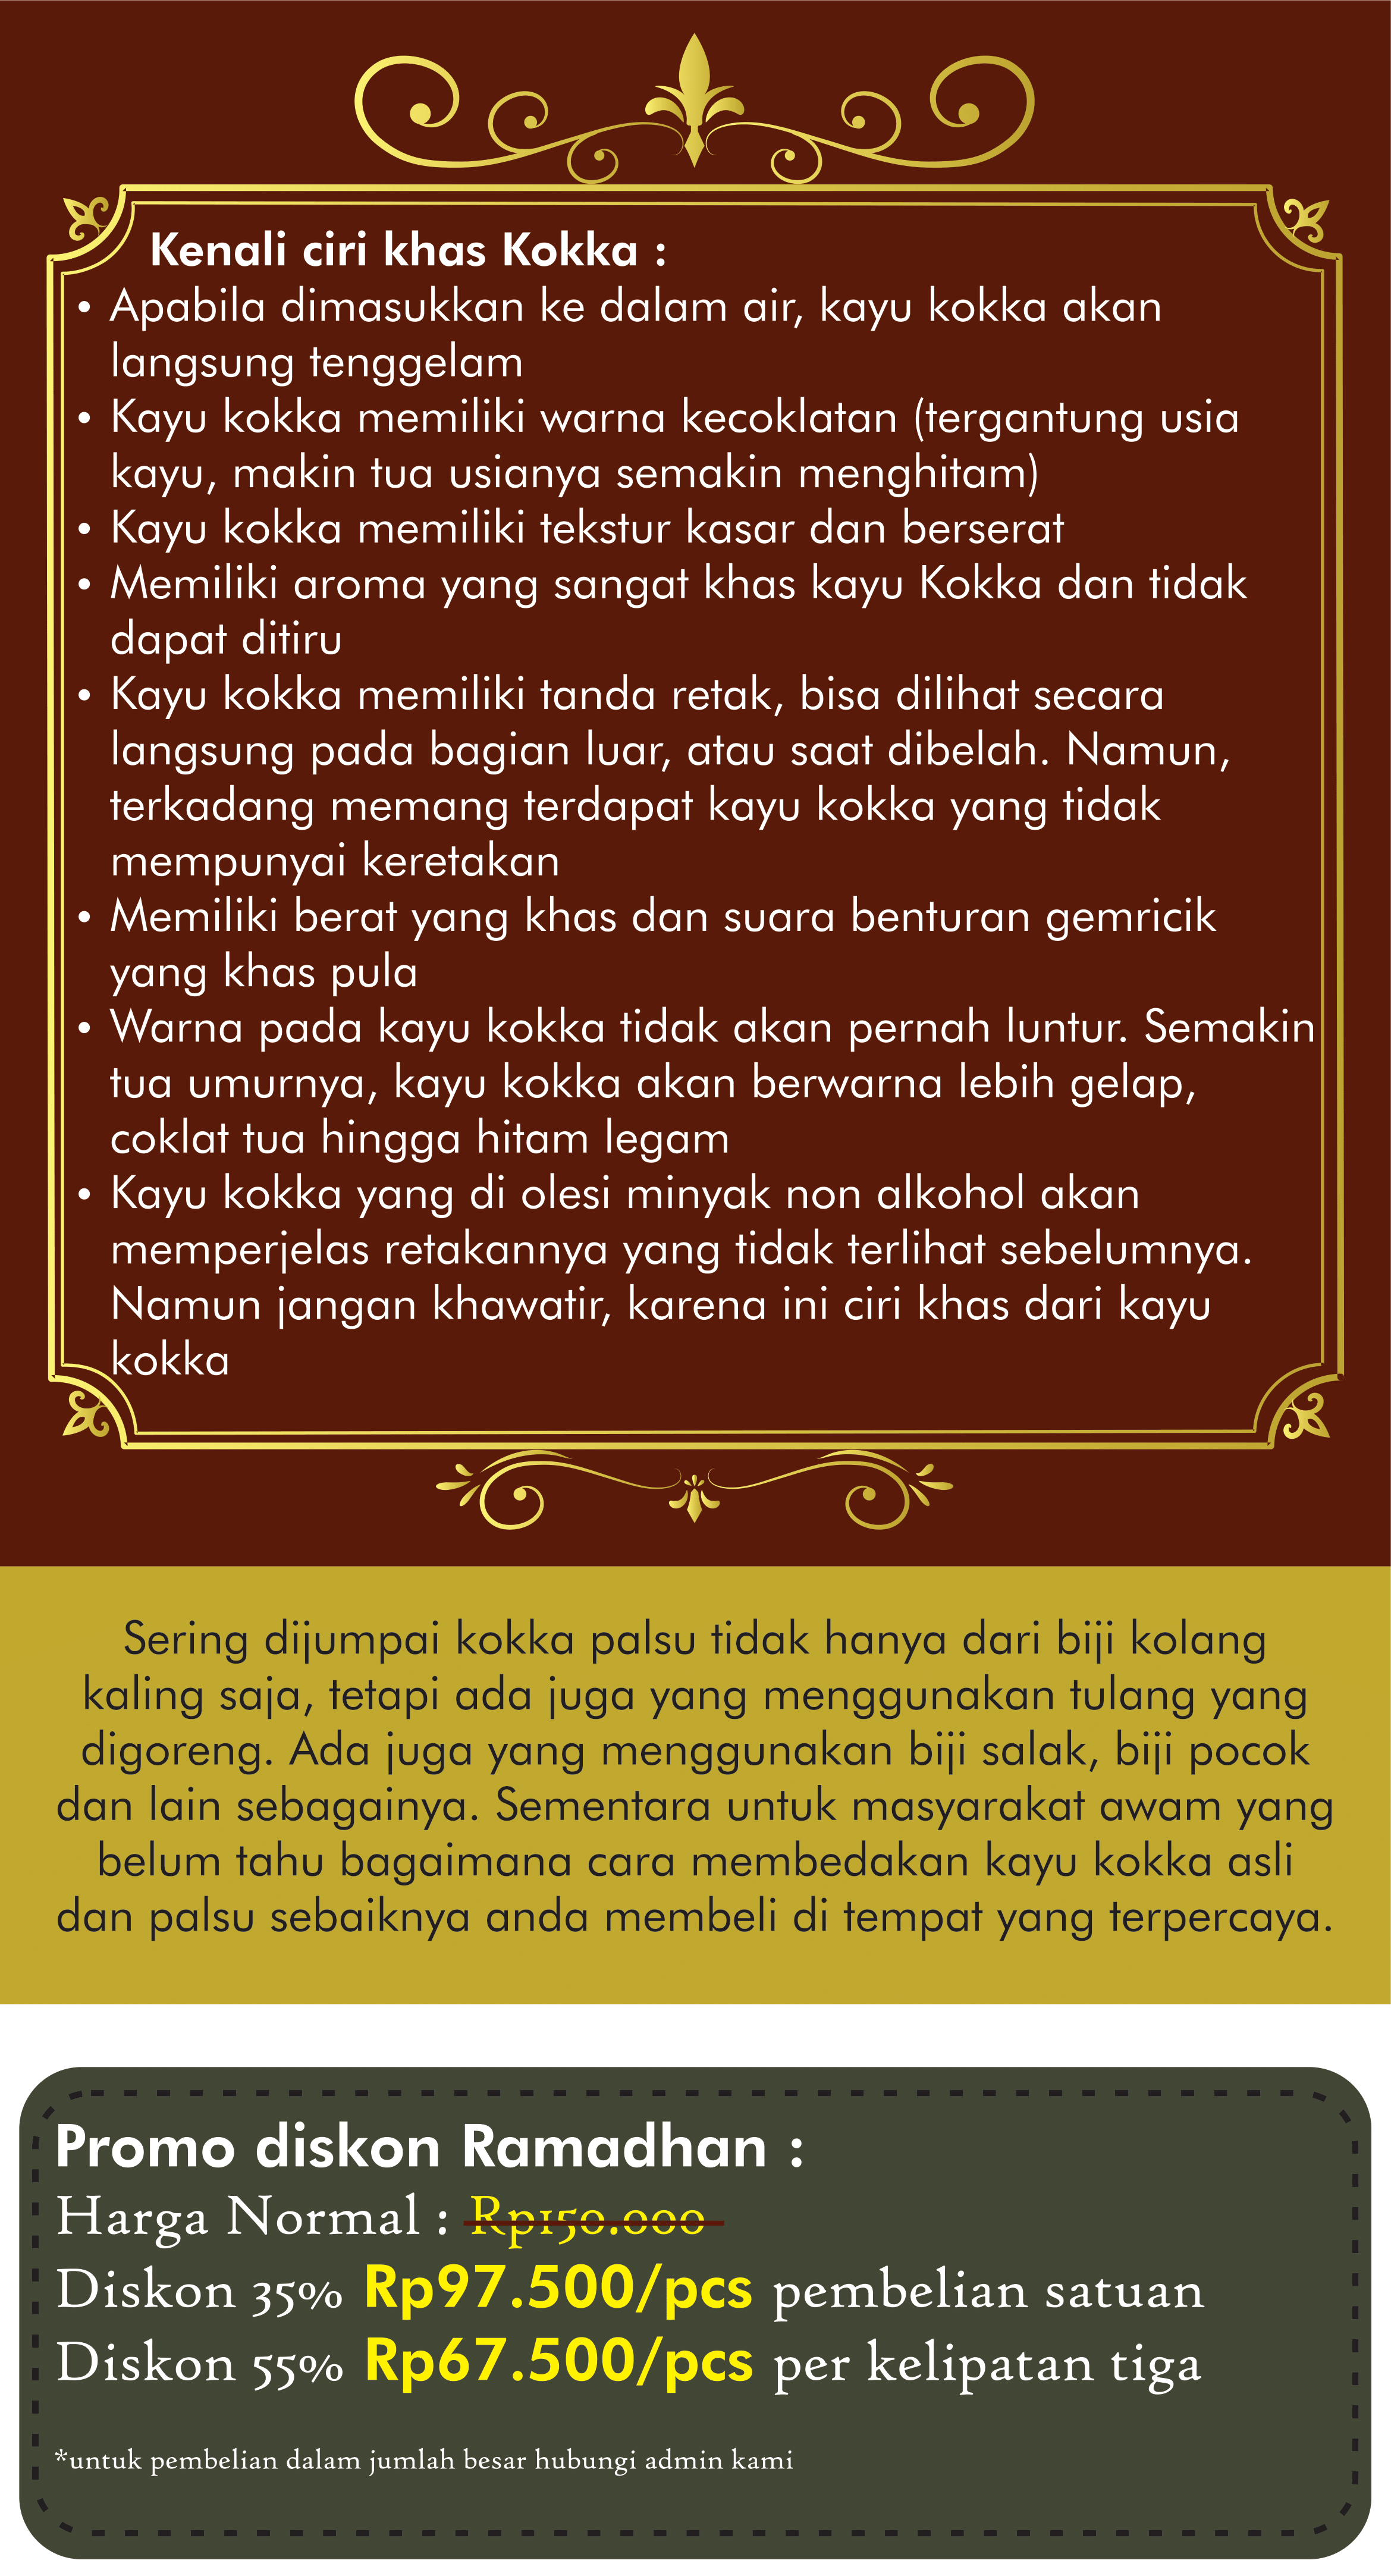 Kenali ciri khas Kokka :
• Apabila dimasukkan ke dalam air, kayu kokka akan
langsung tenggelam
• Kayu kokka memiliki warna kecoklatan (tergantung usia
kayu, makin tua usianya semakin menghitam)
• Kayu kokka memiliki tekstur kasar dan berserat
• Memiliki aroma yang sangat khas kayu Kokka dan tidak
dapat ditiru
• Kayu kokka memiliki tanda retak, bisa dilihat secara
langsung pada bagian luar, atau saat dibelah. Namun,
terkadang memang terdapat kayu kokka yang tidak
mempunyai keretakan
• Memiliki berat yang khas dan suara benturan gemricik
yang khas pula
• Warna pada kayu kokka tidak akan pernah luntur. Semakin
tua umurnya, kayu kokka akan berwarna lebih gelap,
coklat tua hingga hitam legam
• Kayu kokka yang di olesi minyak non alkohol akan
memperjelas retakannya yang tidak terlihat sebelumnya.
Namun jangan khawatir, karena ini ciri khas dari kayu
kokka
Sering dijumpai kokka palsu tidak hanya dari biji kolang
kaling saja, tetapi ada juga yang menggunakan tulang yang
digoreng. Ada juga yang menggunakan biji salak, biji pocok
dan lain sebagainya. Sementara untuk masyarakat awam yang
belum tahu bagaimana cara membedakan kayu kokka asli
dan palsu sebaiknya anda membeli di tempat yang terpercaya.
Promo diskon Ramadhan :
Harga Normal : Rp150.000
Diskon 35% Rp97.500/pcs pembelian satuan
Diskon 55% Rp67.500/pcs per kelipatan tiga
*untuk pembelian dalam jumlah besar hubungi admin kami